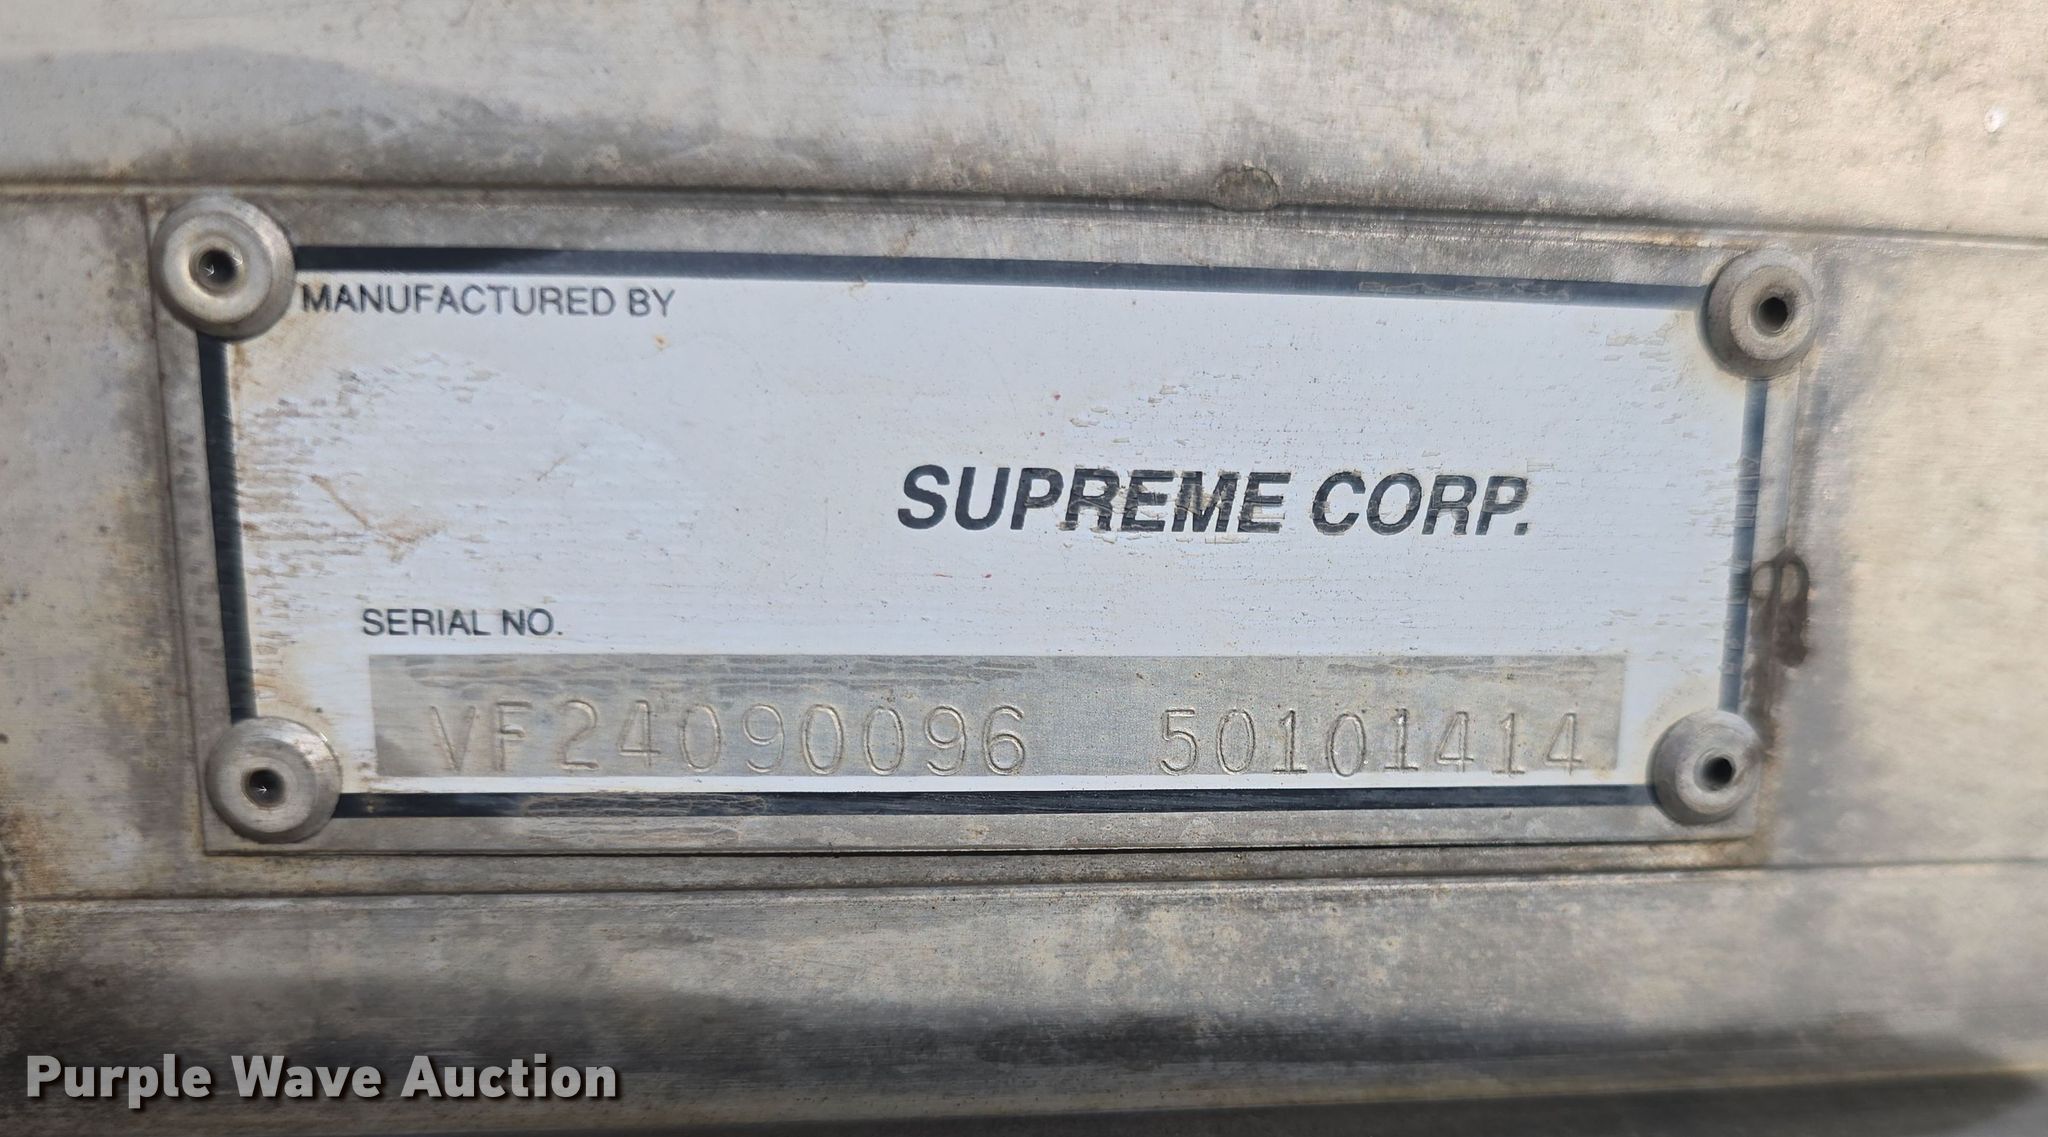 MANUFACTURED BY
SUPREME CORP.
SERIAL NO.
VF24090096 50101414
Purple Wave Auction